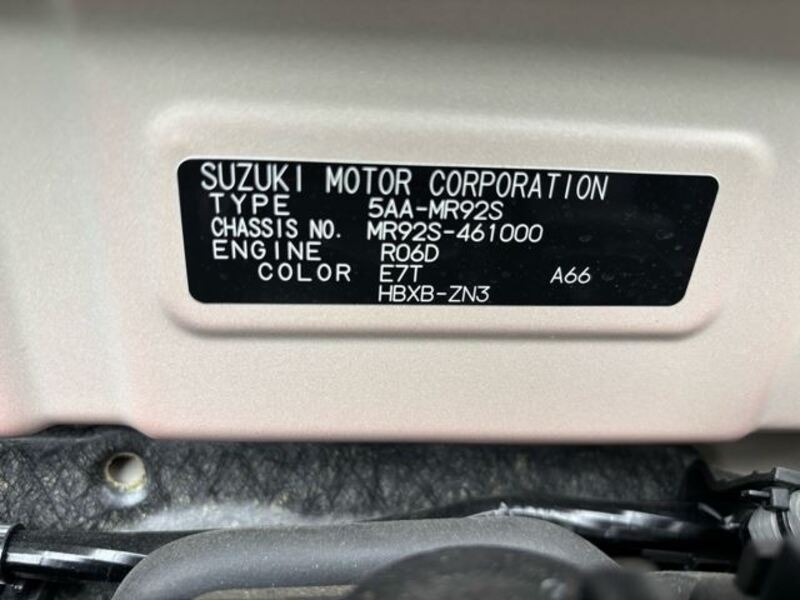 SUZUKI MOTOR CORPORATION
TYPE 5AA-MR92S
CHASSIS NO. MR92S-461000
ENGINE R06D
COLOR E7T A66
HBXB-ZN3